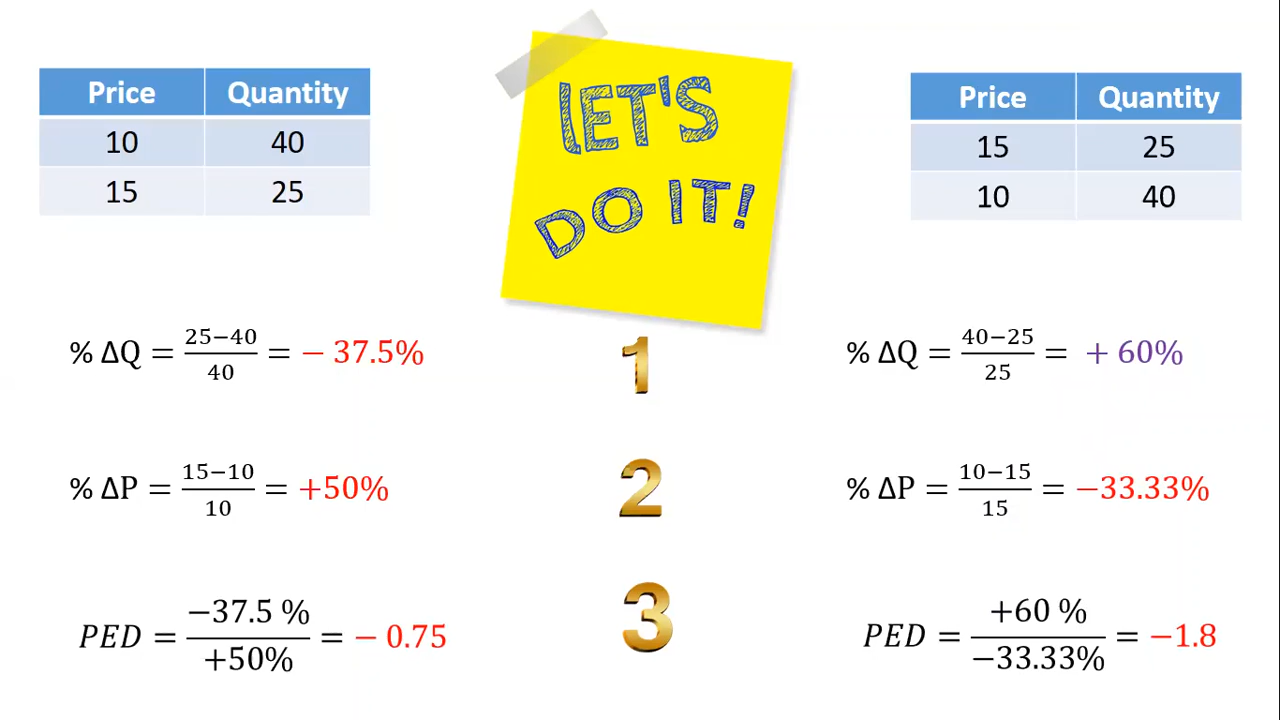 Price Quantity
10 40
15 25
LET'S
DO IT!
Price Quantity
15 25
10 40
% ΔQ = (25−40)/40 = − 37.5%
1
% ΔQ = (40−25)/25 = + 60%
% ΔP = (15−10)/10 = +50%
2
% ΔP = (10−15)/15 = −33.33%
PED = (−37.5 %)/(+50%) = − 0.75
3
PED = (+60 %)/(−33.33%) = −1.8